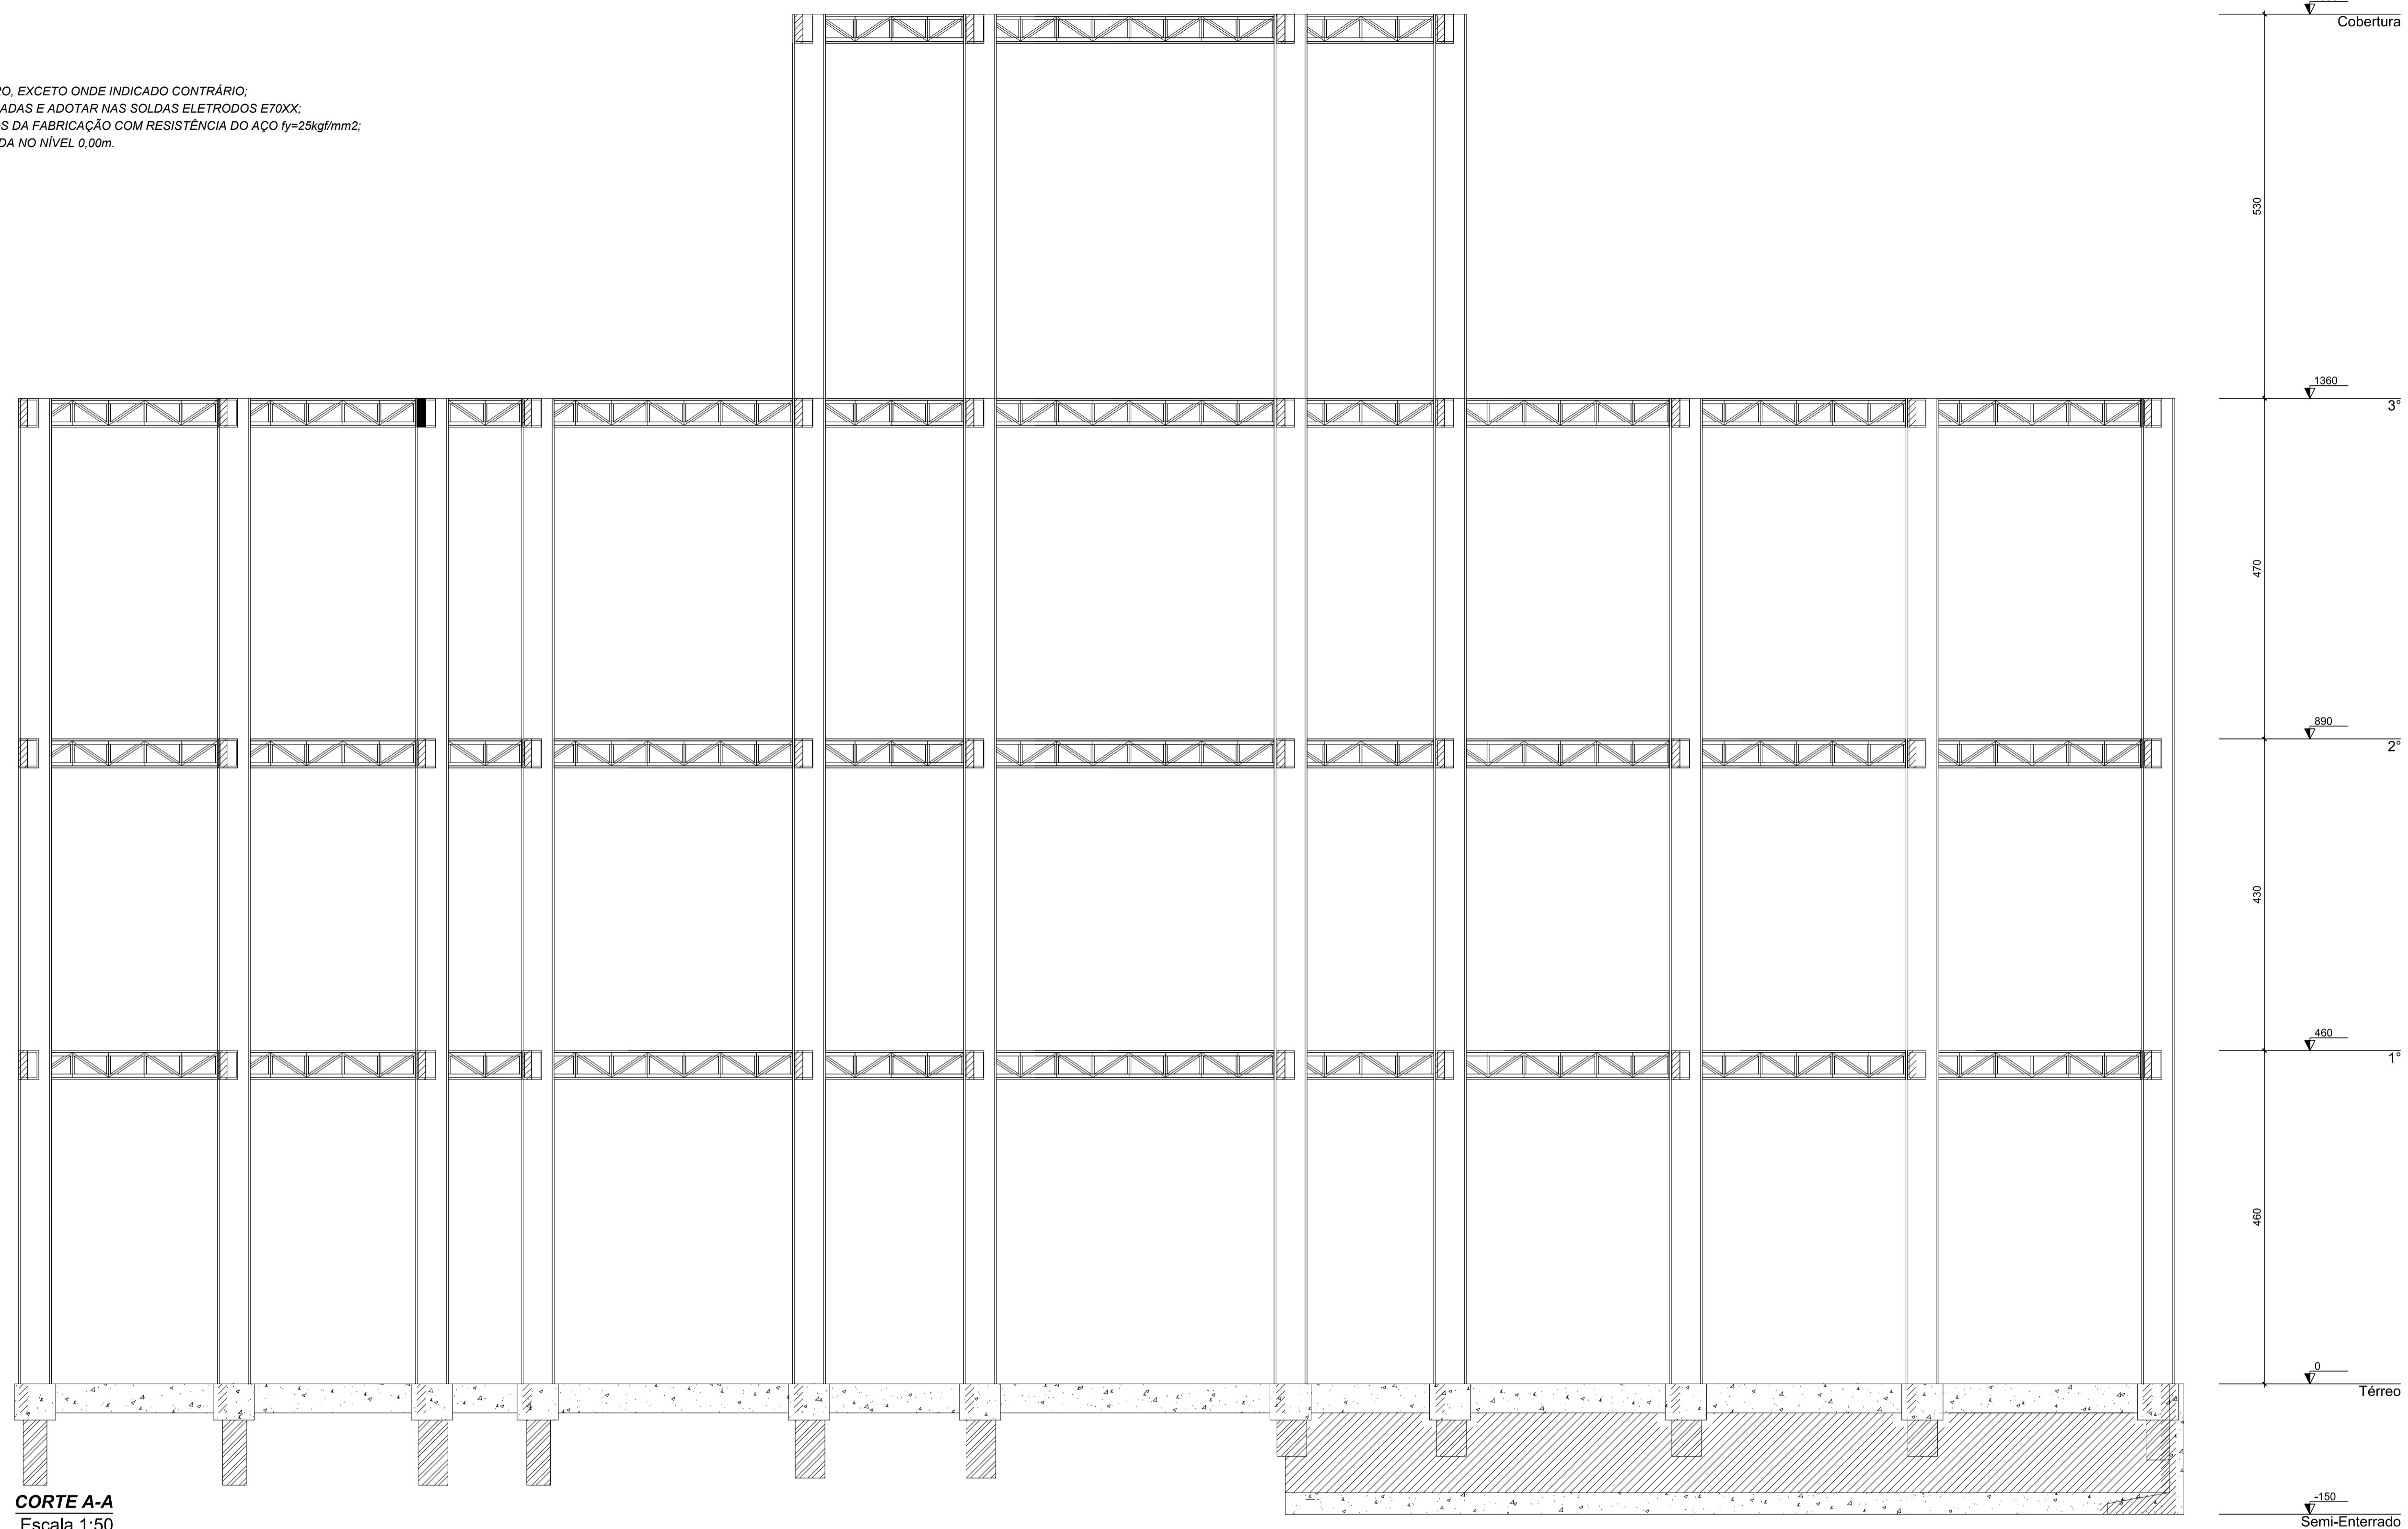 Cobertura
EXCETO ONDE INDICADO CONTRÁRIO;
E ADOTAR NAS SOLDAS ELETRODOS E70XX;
DA FABRICAÇÃO COM RESISTÊNCIA DO AÇO fy=25kgf/mm2;
NO NÍVEL 0,00m.
530
1360
3°
470
890
2°
430
460
1°
460
0
Térreo
-150
Semi-Enterrado
CORTE A-A
Escala 1:50